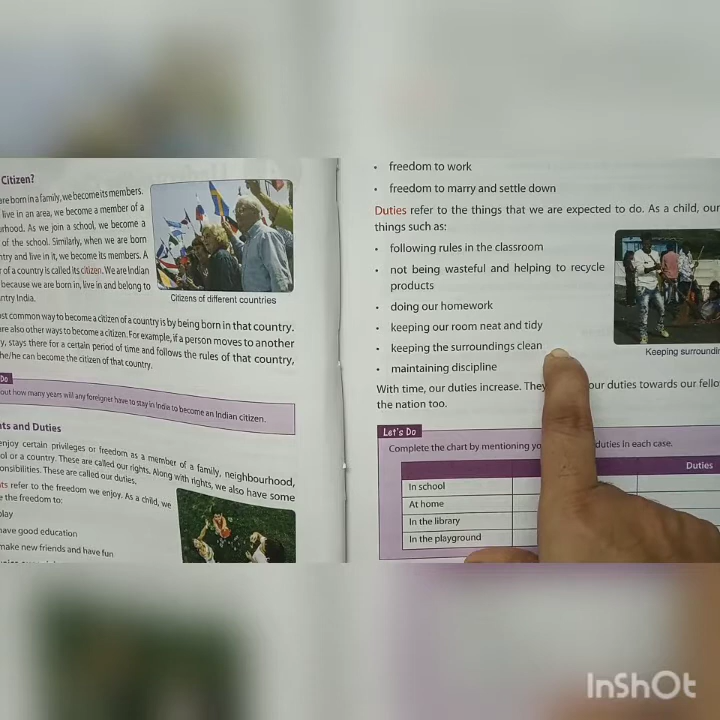 Citizen?
are born in a family, we become its members.
live in an area, we become a member of a
urhood. As we join a school, we become a
of the school. Similarly, when we are born
ntry and live in it, we become its members. A
r of a country is called its citizen. We are Indian
because we are born in, live in and belong to
ntry India.
Citizens of different countries
ost common way to become a citizen of a country is by being born in that country.
are also other ways to become a citizen. For example, if a person moves to another
y, stays there for a certain period of time and follows the rules of that country,
he/she can become the citizen of that country.
Do
out how many years will any foreigner have to stay in India to become an Indian citizen.
nts and Duties
enjoy certain privileges or freedom as a member of a family, neighbourhood,
ol or a country. These are called our rights. Along with rights, we also have some
onsibilities. These are called our duties.
ts refer to the freedom we enjoy. As a child, we
e the freedom to:
play
have good education
make new friends and have fun
• freedom to work
• freedom to marry and settle down
Duties refer to the things that we are expected to do. As a child, our
things such as:
• following rules in the classroom
• not being wasteful and helping to recycle
products
• doing our homework
• keeping our room neat and tidy
• keeping the surroundings clean
• maintaining discipline
Keeping surroundi
With time, our duties increase. They our duties towards our fello
the nation too.
Let's Do
Complete the chart by mentioning yo duties in each case.
Duties
In school
At home
In the library
In the playground
InShOt